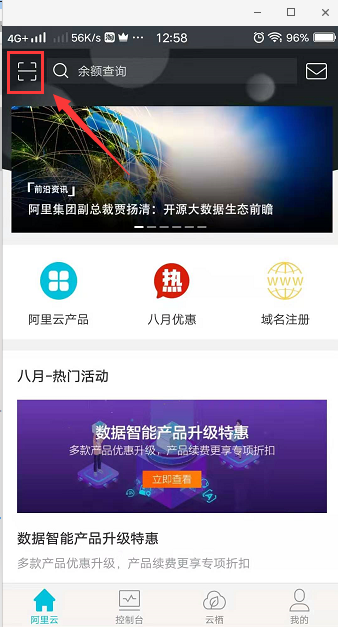 4G+ 56K/s 12:58 96%
余额查询
前沿资讯
阿里集团副总裁贾扬清：开源大数据生态前瞻
热
WWW
阿里云产品 八月优惠 域名注册
八月-热门活动
数据智能产品升级特惠
多款产品优惠升级，产品续费更享专项折扣
立即查看
数据智能产品升级特惠
多款产品优惠升级，产品续费更享专项折扣
阿里云 控制台 云栖 我的